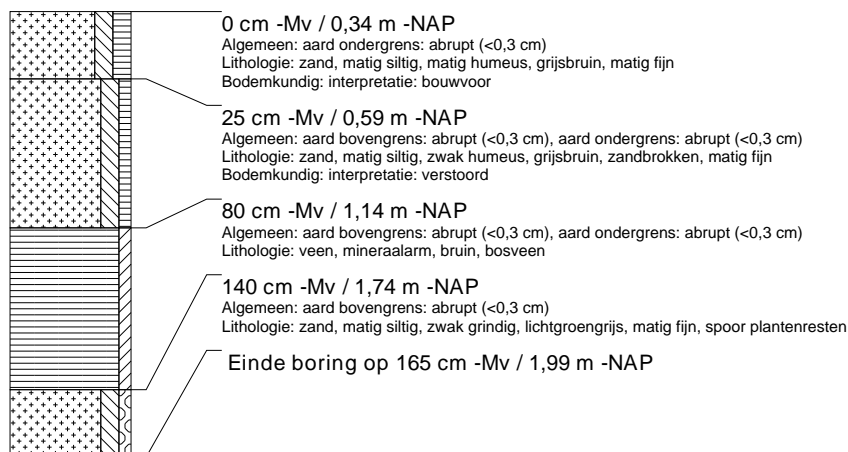 0 cm -Mv / 0,34 m -NAP
Algemeen: aard ondergrens: abrupt (<0,3 cm)
Lithologie: zand, matig siltig, matig humeus, grijsbruin, matig fijn
Bodemkundig: interpretatie: bouwvoor
25 cm -Mv / 0,59 m -NAP
Algemeen: aard bovengrens: abrupt (<0,3 cm), aard ondergrens: abrupt (<0,3 cm)
Lithologie: zand, matig siltig, zwak humeus, grijsbruin, zandbrokken, matig fijn
Bodemkundig: interpretatie: verstoord
80 cm -Mv / 1,14 m -NAP
Algemeen: aard bovengrens: abrupt (<0,3 cm), aard ondergrens: abrupt (<0,3 cm)
Lithologie: veen, mineraalarm, bruin, bosveen
140 cm -Mv / 1,74 m -NAP
Algemeen: aard bovengrens: abrupt (<0,3 cm)
Lithologie: zand, matig siltig, zwak grindig, lichtgroengrijs, matig fijn, spoor plantenresten
Einde boring op 165 cm -Mv / 1,99 m -NAP